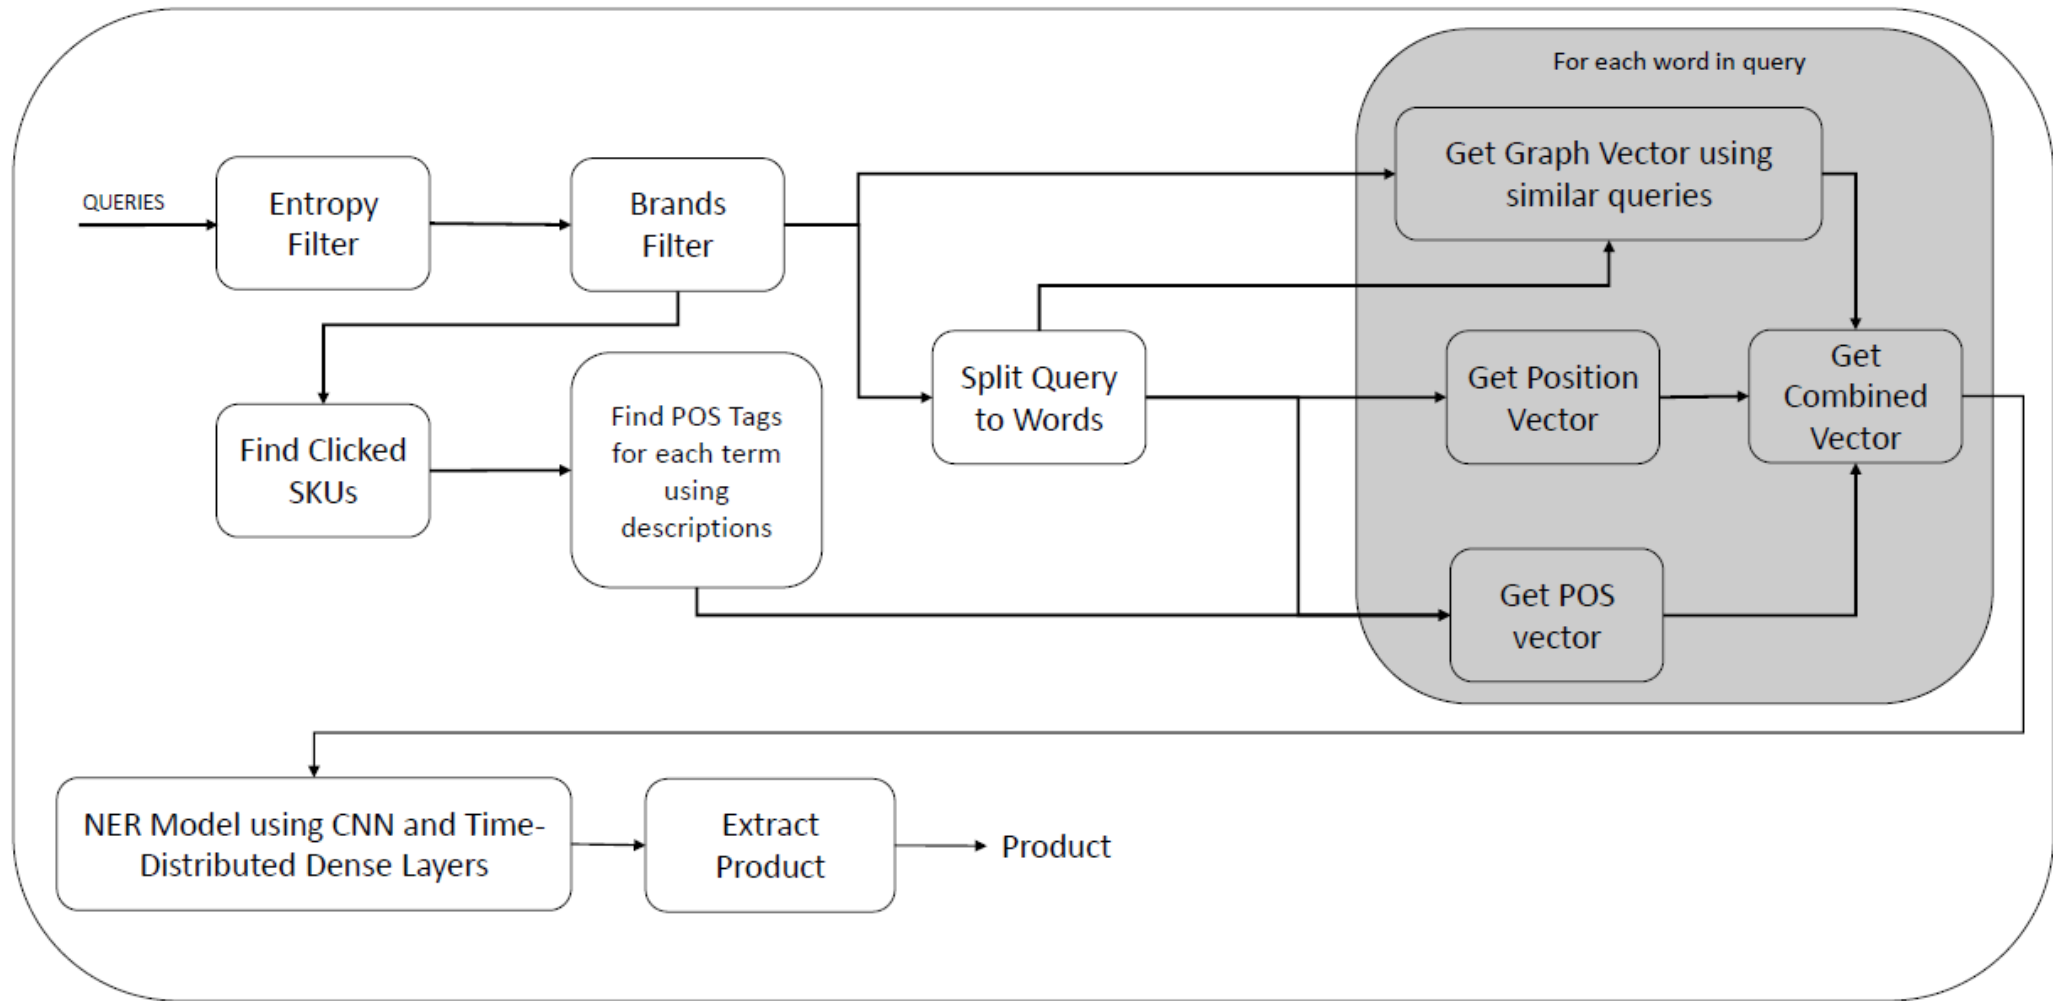 For each word in query
Get Graph Vector using
similar queries
QUERIES
Entropy
Filter
Brands
Filter
Split Query
to Words
Get Position
Vector
Get
Combined
Vector
Find Clicked
SKUs
Find POS Tags
for each term
using
descriptions
Get POS
vector
NER Model using CNN and Time-
Distributed Dense Layers
Extract
Product
Product